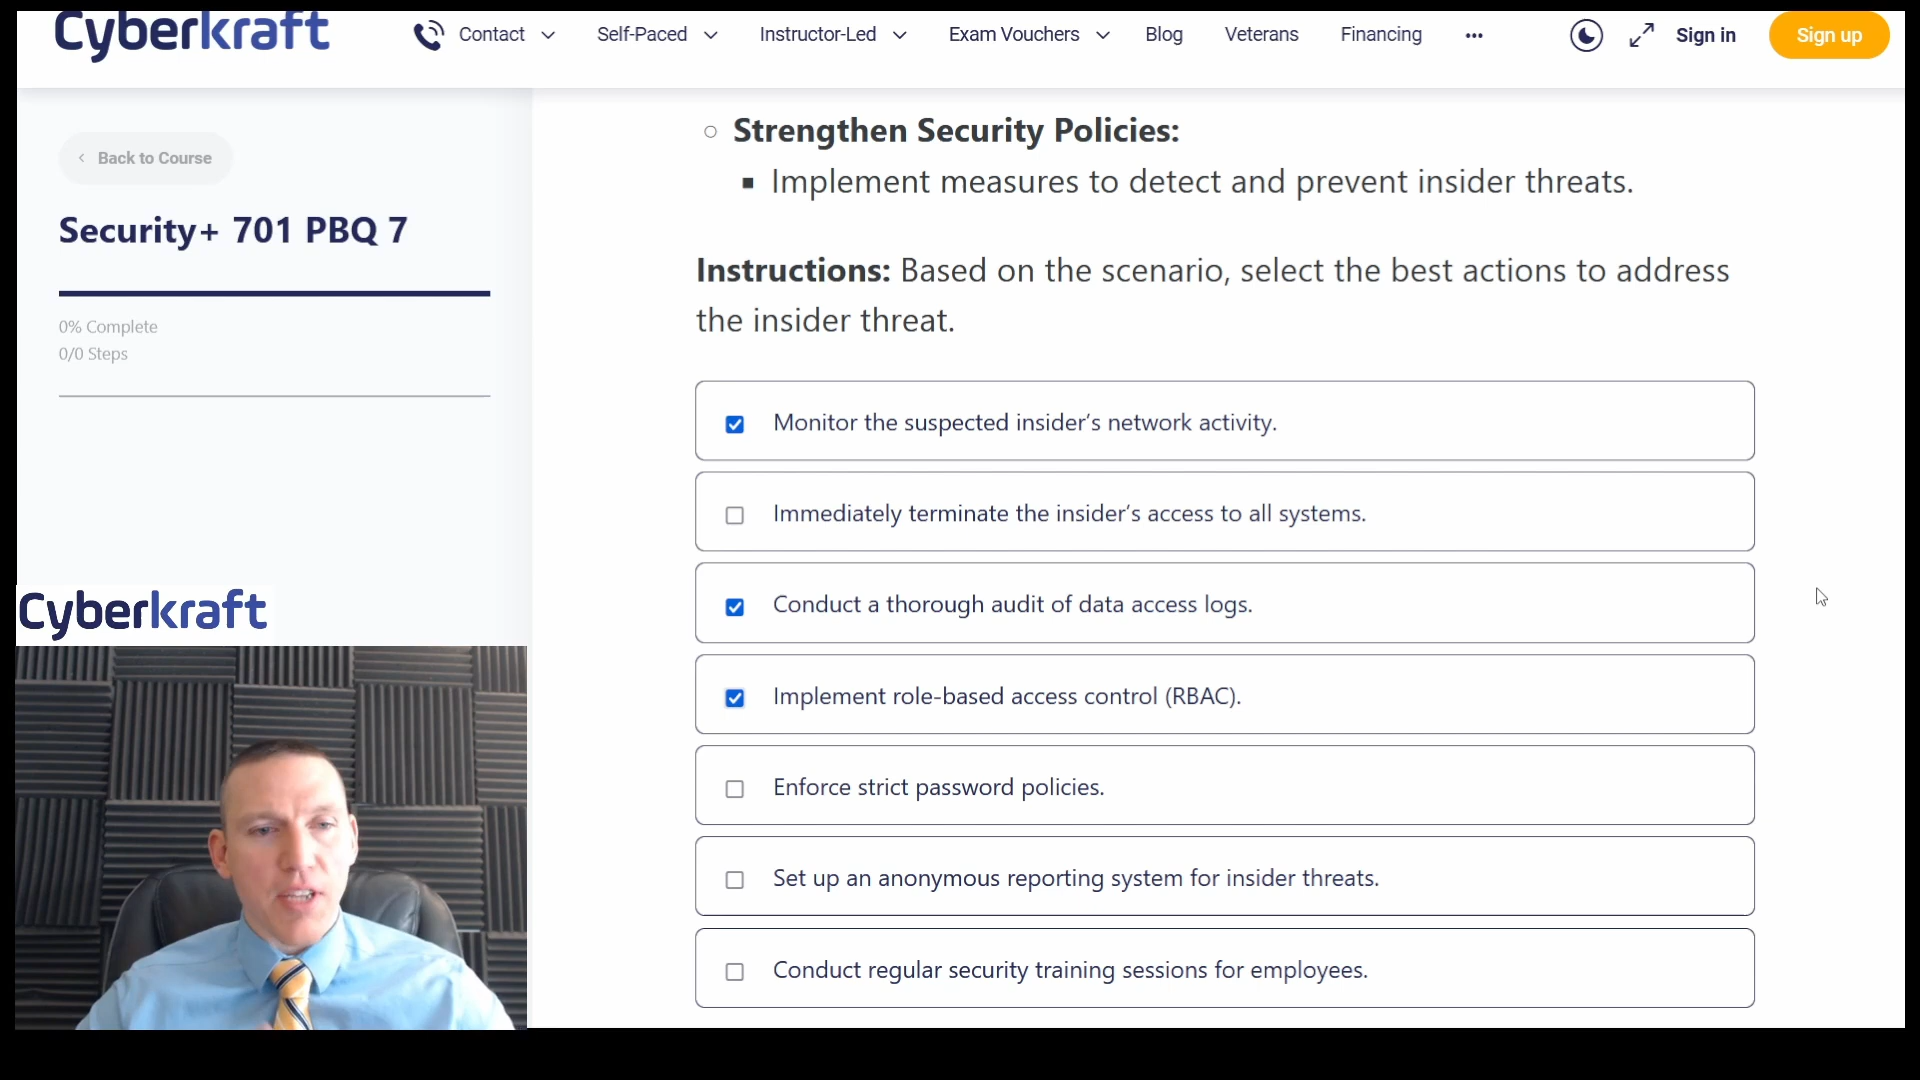 Cyberkraft
Contact
Self-Paced
Instructor-Led
Exam Vouchers
Blog
Veterans
Financing
Sign in
Sign up
Back to Course
Security+ 701 PBQ 7
0% Complete
0/0 Steps
Strengthen Security Policies:
Implement measures to detect and prevent insider threats.
Instructions: Based on the scenario, select the best actions to address
the insider threat.
Monitor the suspected insider’s network activity.
Immediately terminate the insider’s access to all systems.
Conduct a thorough audit of data access logs.
Implement role-based access control (RBAC).
Enforce strict password policies.
Set up an anonymous reporting system for insider threats.
Conduct regular security training sessions for employees.
Cyberkraft